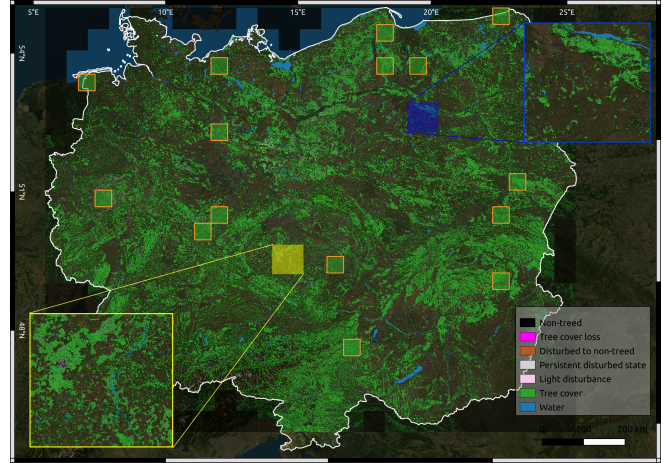 5°E
15°E
20°E
25°E
54°N
51°N
48°N
Non-treed
Tree cover loss
Disturbed to non-treed
Persistent disturbed state
Light disturbance
Tree cover
Water
0 100 200 km